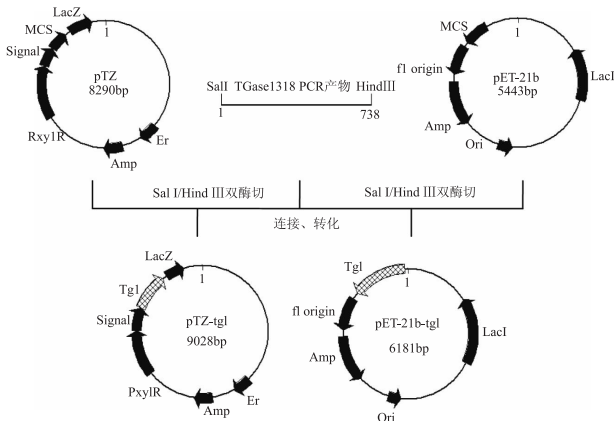 LacZ
MCS
Signal
1
pTZ
8290bp
Rxy1R
Er
Amp
SalI TGase1318 PCR产物 HindIII
1 738
MCS
1
f1 origin
pET-21b
5443bp
LacI
Amp
Ori
Sal I/Hind Ⅲ双酶切
Sal I/Hind Ⅲ双酶切
连接、转化
LacZ
1
Tg1
Signal
pTZ-tgl
9028bp
PxylR
Er
Amp
Tgl
1
fl origin
pET-21b-tgl
6181bp
LacI
Amp
Ori